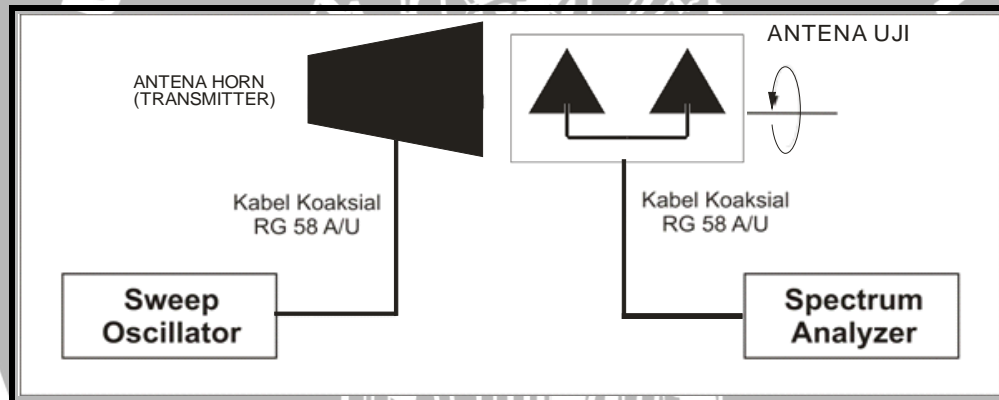 ANTENA UJI
ANTENA HORN
(TRANSMITTER)
Kabel Koaksial
RG 58 A/U
Kabel Koaksial
RG 58 A/U
Sweep
Oscillator
Spectrum
Analyzer